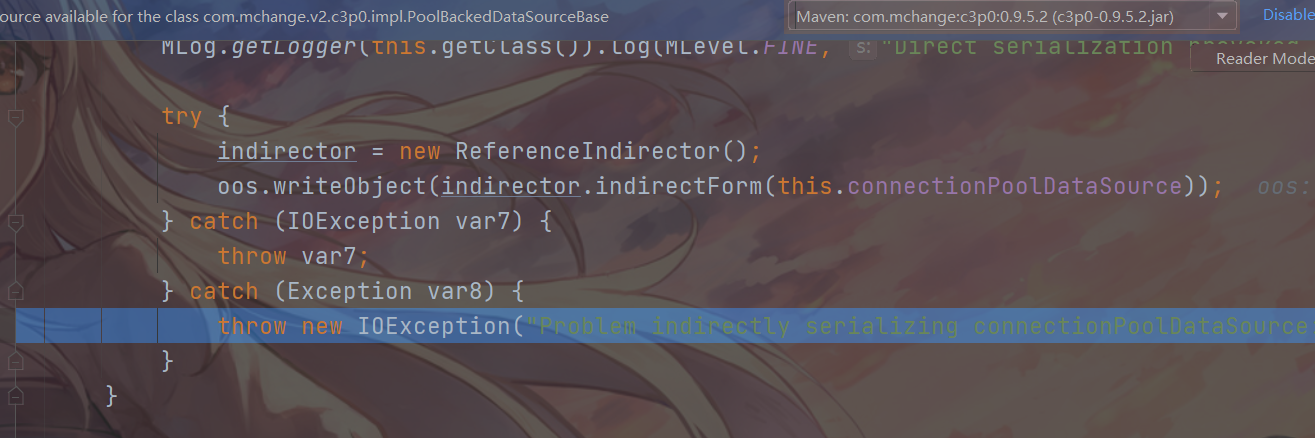 ource available for the class com.mchange.v2.c3p0.impl.PoolBackedDataSourceBase
Maven: com.mchange:c3p0:0.9.5.2 (c3p0-0.9.5.2.jar)
Disable
MLog.getLogger(this.getClass()).log(MLevel.FINE, s: "Direct serialization
Reader Mode
try {
indirector = new ReferenceIndirector();
oos.writeObject(indirector.indirectForm(this.connectionPoolDataSource)); oos:
} catch (IOException var7) {
throw var7;
} catch (Exception var8) {
throw new IOException("Problem indirectly serializing connectionPoolDataSource
}
}